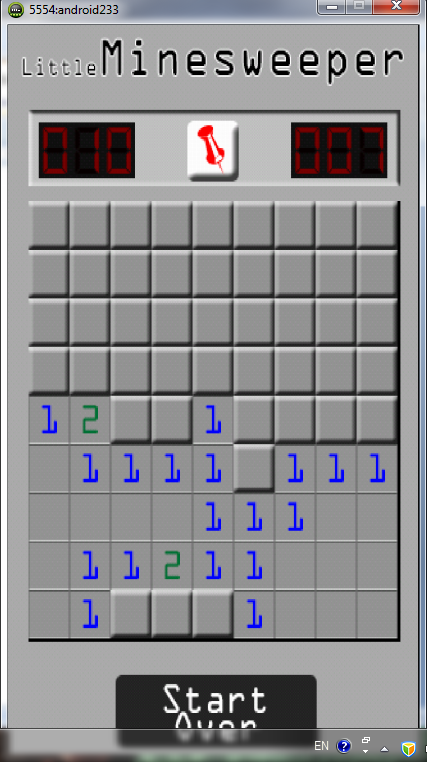 5554:android233
Little Minesweeper
010 007
1 2 1
1 1 1 1 1 1 1
1 1 1
1 1 2 1 1
1 1
Start
Over
EN